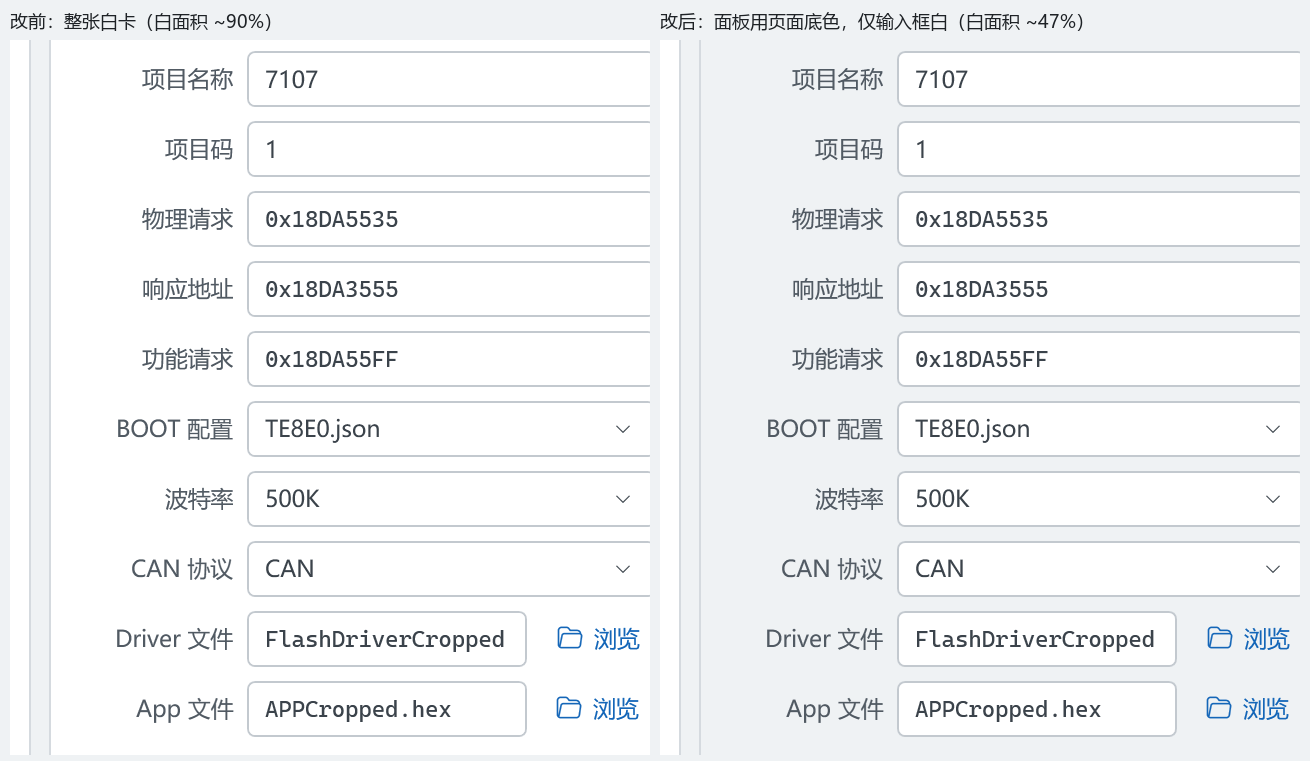 改前：整张白卡（白面积 ~90%）
项目名称 7107
项目码 1
物理请求 0x18DA5535
响应地址 0x18DA3555
功能请求 0x18DA55FF
BOOT 配置 TE8E0.json
波特率 500K
CAN 协议 CAN
Driver 文件 FlashDriverCropped 浏览
App 文件 APPCropped.hex 浏览
改后：面板用页面底色，仅输入框白（白面积 ~47%）
项目名称 7107
项目码 1
物理请求 0x18DA5535
响应地址 0x18DA3555
功能请求 0x18DA55FF
BOOT 配置 TE8E0.json
波特率 500K
CAN 协议 CAN
Driver 文件 FlashDriverCropped 浏览
App 文件 APPCropped.hex 浏览